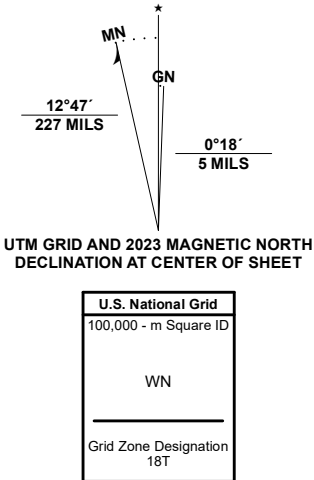 ★
MN
GN
12°47´
227 MILS
0°18´
5 MILS
UTM GRID AND 2023 MAGNETIC NORTH
DECLINATION AT CENTER OF SHEET
U.S. National Grid
100,000 - m Square ID
WN
Grid Zone Designation
18T